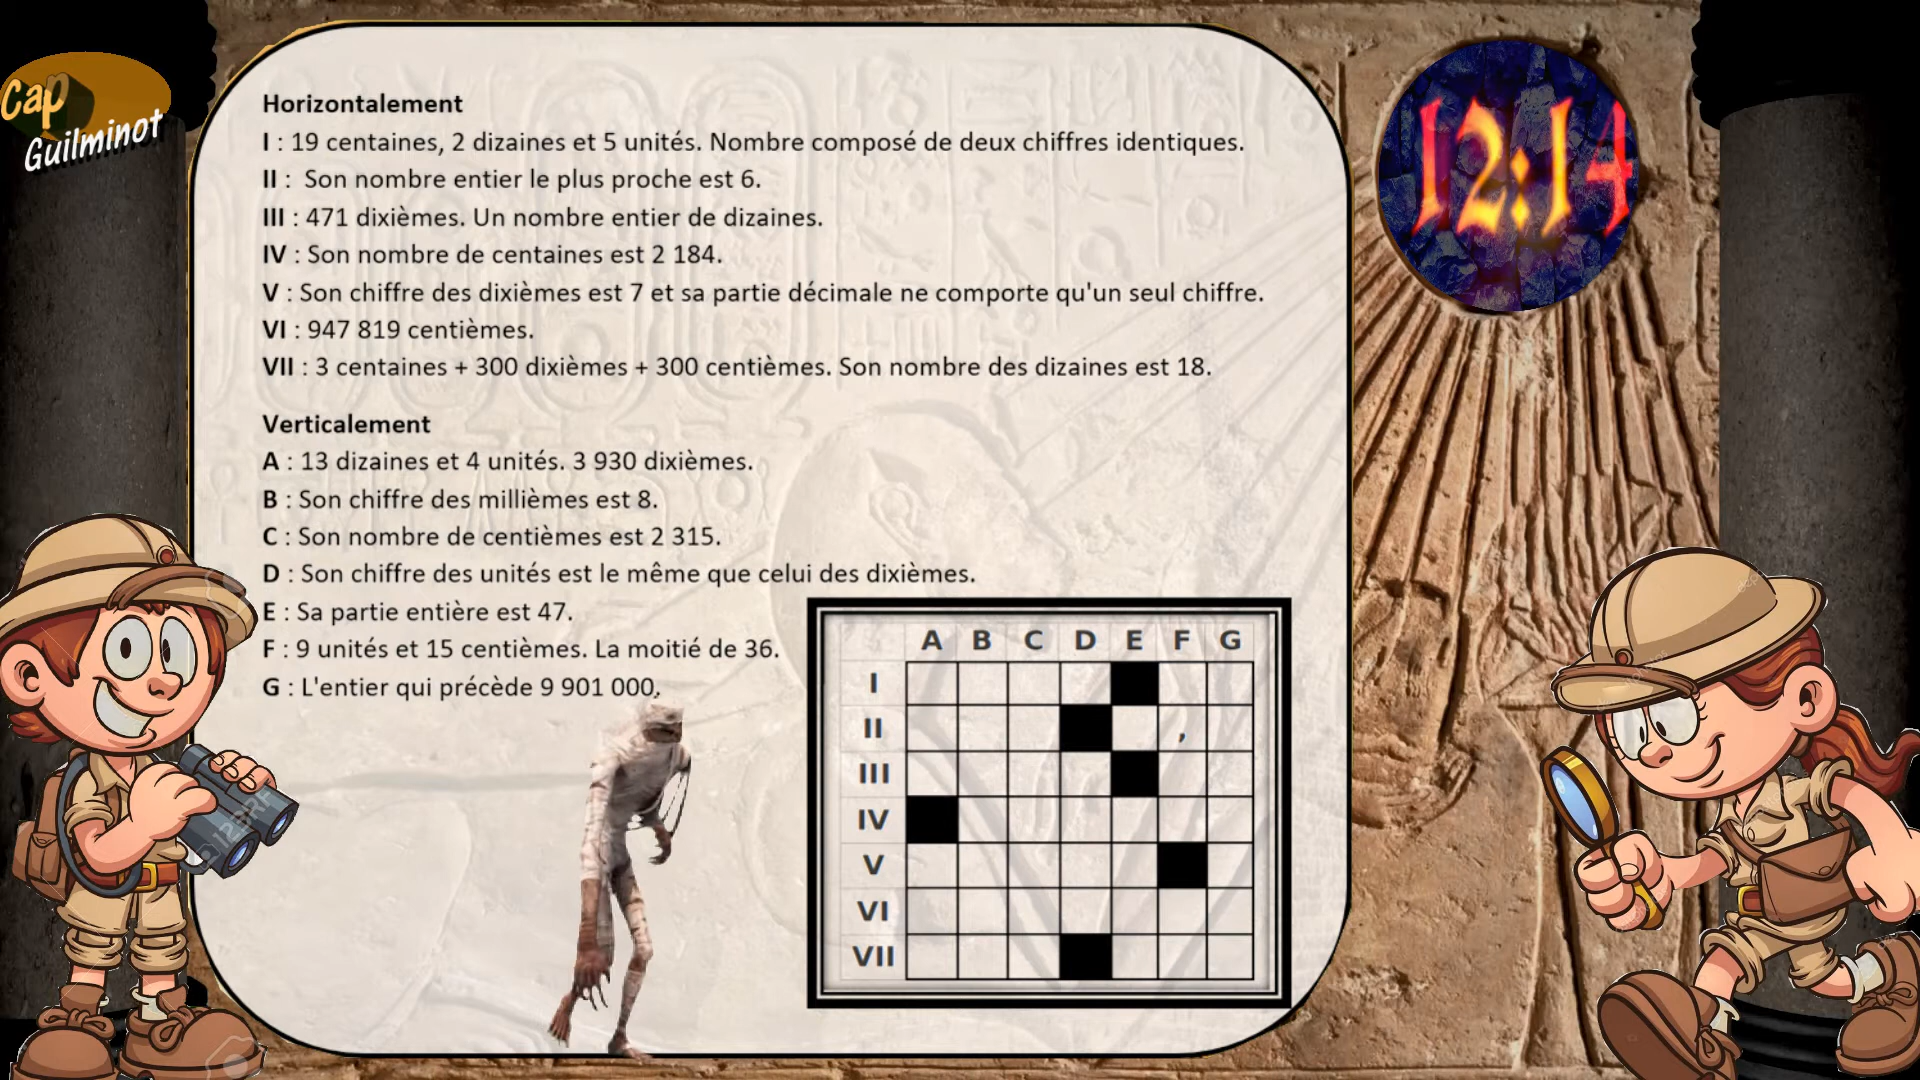 Cap
Guilminot
12:14
Horizontalement
I : 19 centaines, 2 dizaines et 5 unités. Nombre composé de deux chiffres identiques.
II : Son nombre entier le plus proche est 6.
III : 471 dixièmes. Un nombre entier de dizaines.
IV : Son nombre de centaines est 2 184.
V : Son chiffre des dixièmes est 7 et sa partie décimale ne comporte qu'un seul chiffre.
VI : 947 819 centièmes.
VII : 3 centaines + 300 dixièmes + 300 centièmes. Son nombre des dizaines est 18.
Verticalement
A : 13 dizaines et 4 unités. 3 930 dixièmes.
B : Son chiffre des millièmes est 8.
C : Son nombre de centièmes est 2 315.
D : Son chiffre des unités est le même que celui des dixièmes.
E : Sa partie entière est 47.
F : 9 unités et 15 centièmes. La moitié de 36.
G : L'entier qui précède 9 901 000.
A B C D E F G
I
II ,
III
IV
V
VI
VII